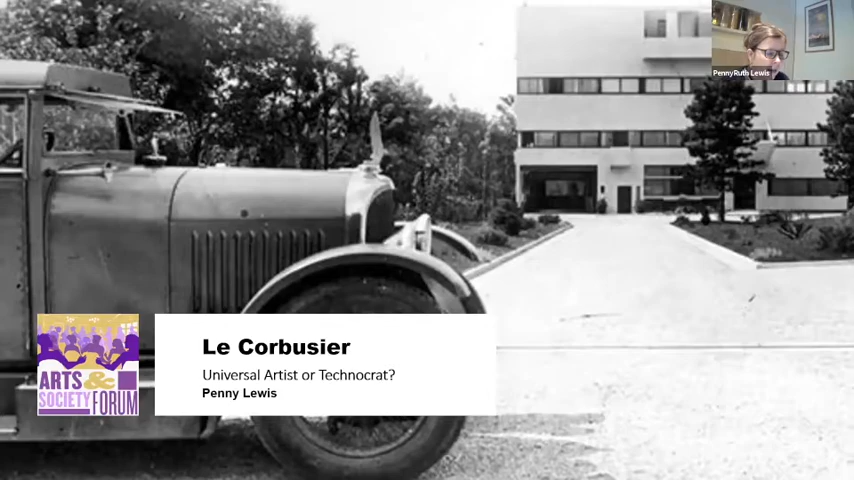 PennyRuth Lewis
Le Corbusier
Universal Artist or Technocrat?
Penny Lewis
ARTS &
SOCIETY
FORUM